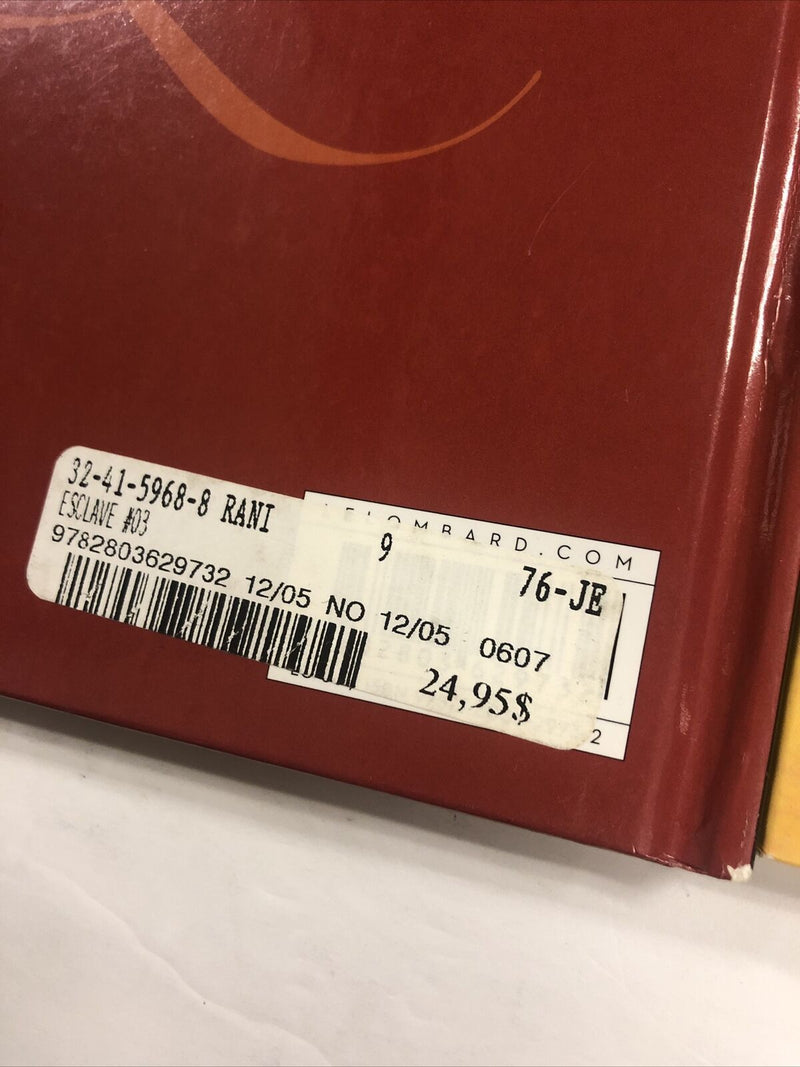 32-41-5968-8 RANI
ESCLAVE #03
9782803629732 12/05 NO 12/05 0607
9
76-JE
24,95$
LELOMBARD.COM
2